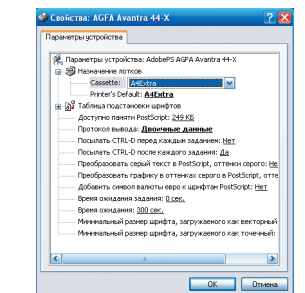 Свойства: AGFA Avantra 44-X
Параметры устройства
Параметры устройства: AdobePS AGFA Avantra 44-X
Назначение лотков
Cassette: A4Extra
Printer's Default: A4Extra
Таблица подстановки шрифтов
Доступно памяти PostScript: 249 КБ
Протокол вывода: Двоичные данные
Посылать CTRL-D перед каждым заданием: Нет
Посылать CTRL-D после каждого задания: Да
Преобразовать серый текст в PostScript, оттенки серого: Не
Преобразовать графику в оттенках серого в PostScript, отте
Добавить символ валюты евро к шрифтам PostScript: Нет
Время ожидания задания: 0 сек.
Время ожидания: 300 сек.
Минимальный размер шрифта, загружаемого как векторный
Минимальный размер шрифта, загружаемого как точечный:
OK Отмена